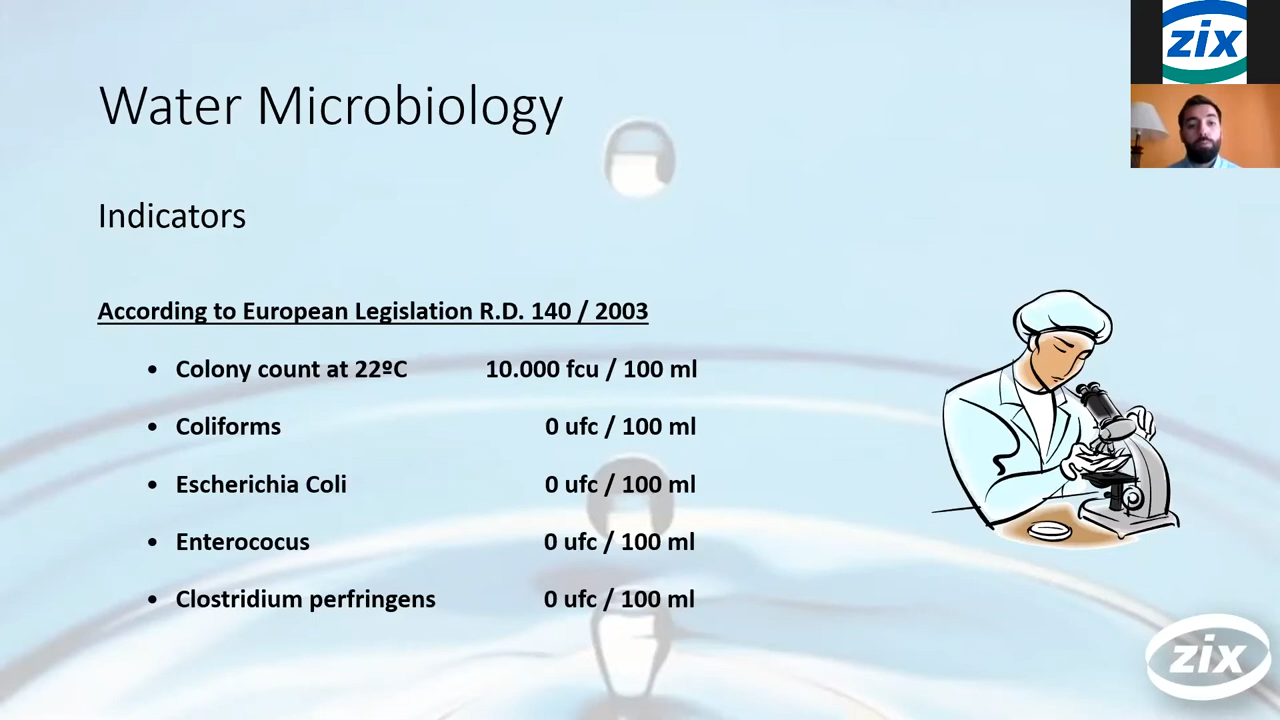 zix
Water Microbiology
Indicators
According to European Legislation R.D. 140 / 2003
• Colony count at 22ºC 10.000 fcu / 100 ml
• Coliforms 0 ufc / 100 ml
• Escherichia Coli 0 ufc / 100 ml
• Enterococus 0 ufc / 100 ml
• Clostridium perfringens 0 ufc / 100 ml
zix